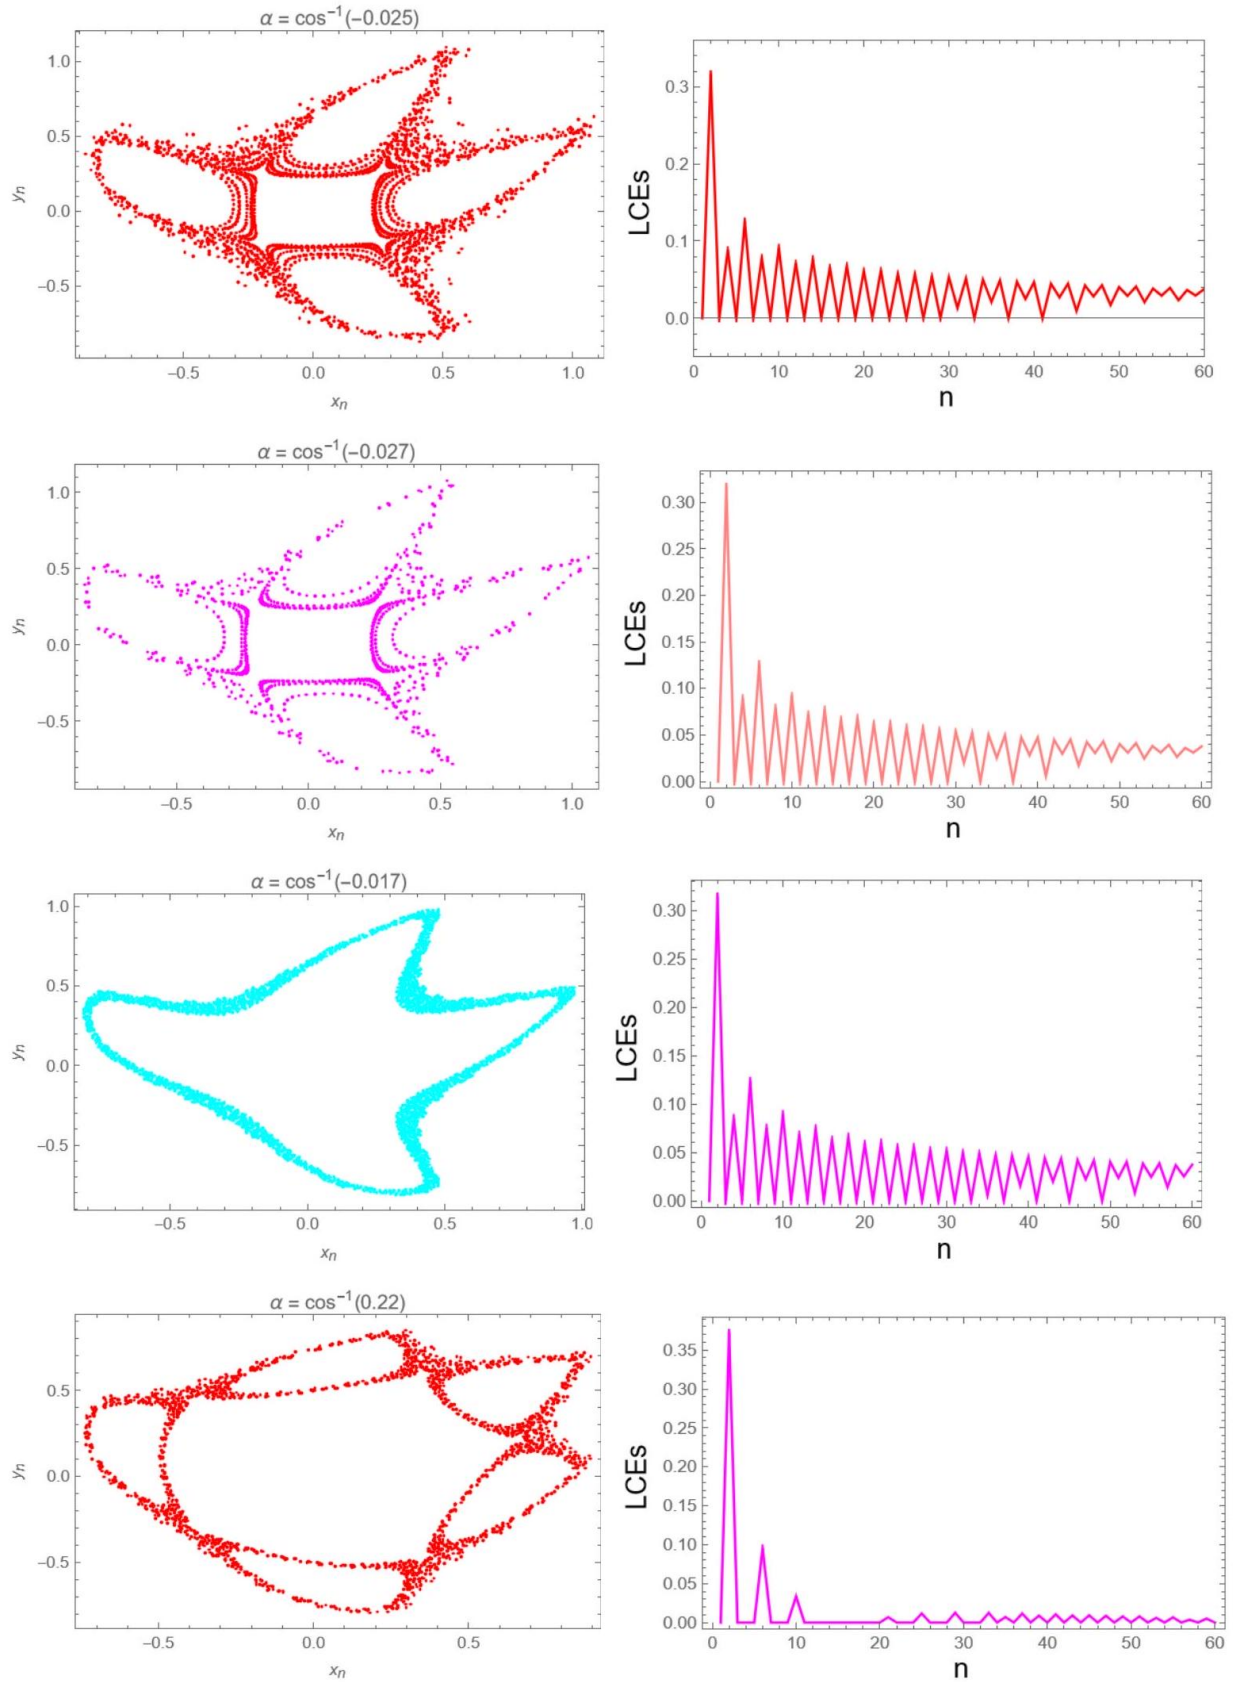 α = cos⁻¹(−0.025)
1.0
0.5
0.0
−0.5
yₙ
−0.5 0.0 0.5 1.0
xₙ
0.3
0.2
0.1
0.0
LCEs
0 10 20 30 40 50 60
n
α = cos⁻¹(−0.027)
1.0
0.5
0.0
−0.5
yₙ
−0.5 0.0 0.5 1.0
xₙ
0.30
0.25
0.20
0.15
0.10
0.05
0.00
LCEs
0 10 20 30 40 50 60
n
α = cos⁻¹(−0.017)
1.0
0.5
0.0
−0.5
yₙ
−0.5 0.0 0.5 1.0
xₙ
0.30
0.25
0.20
0.15
0.10
0.05
0.00
LCEs
0 10 20 30 40 50 60
n
α = cos⁻¹(0.22)
0.5
0.0
−0.5
yₙ
−0.5 0.0 0.5
xₙ
0.35
0.30
0.25
0.20
0.15
0.10
0.05
0.00
LCEs
0 10 20 30 40 50 60
n